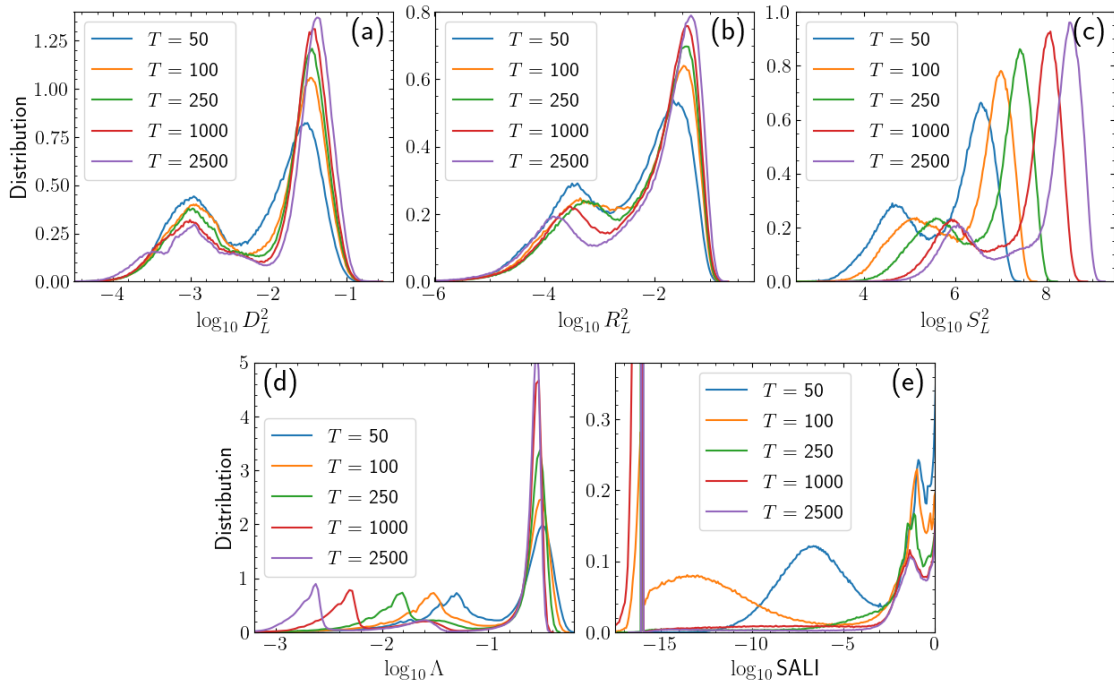 (a)
Distribution
1.25
1.00
0.75
0.50
0.25
0.00
T = 50
T = 100
T = 250
T = 1000
T = 2500
−4
−3
−2
−1
log₁₀ D_L²
(b)
0.8
0.6
0.4
0.2
0.0
T = 50
T = 100
T = 250
T = 1000
T = 2500
−6
−4
−2
log₁₀ R_L²
(c)
1.0
0.8
0.6
0.4
0.2
0.0
T = 50
T = 100
T = 250
T = 1000
T = 2500
4
6
8
log₁₀ S_L²
(d)
Distribution
5
4
3
2
1
0
T = 50
T = 100
T = 250
T = 1000
T = 2500
−3
−2
−1
log₁₀ Λ
(e)
0.3
0.2
0.1
0.0
T = 50
T = 100
T = 250
T = 1000
T = 2500
−15
−10
−5
0
log₁₀ SALI